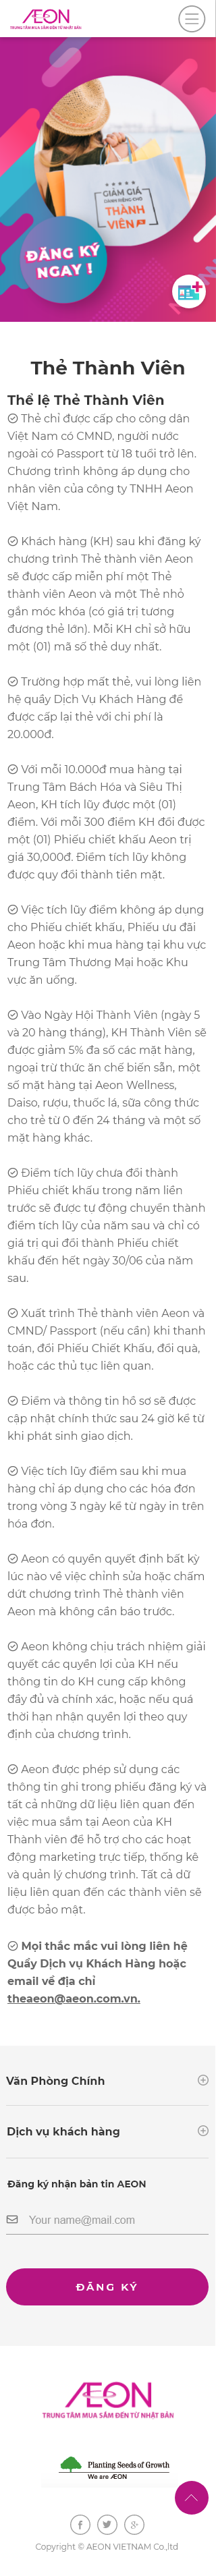 ÆON
TRUNG TÂM MUA SẮM ĐẾN TỪ NHẬT BẢN
GIẢM GIÁ
DÀNH RIÊNG CHO
THÀNH
VIÊN
ĐĂNG KÝ
NGAY !
Thẻ Thành Viên
Thể lệ Thẻ Thành Viên
Thẻ chỉ được cấp cho công dân
Việt Nam có CMND, người nước
ngoài có Passport từ 18 tuổi trở lên.
Chương trình không áp dụng cho
nhân viên của công ty TNHH Aeon
Việt Nam.
Khách hàng (KH) sau khi đăng ký
chương trình Thẻ thành viên Aeon
sẽ được cấp miễn phí một Thẻ
thành viên Aeon và một Thẻ nhỏ
gắn móc khóa (có giá trị tương
đương thẻ lớn). Mỗi KH chỉ sở hữu
một (01) mã số thẻ duy nhất.
Trường hợp mất thẻ, vui lòng liên
hệ quầy Dịch Vụ Khách Hàng để
được cấp lại thẻ với chi phí là
20.000đ.
Với mỗi 10.000đ mua hàng tại
Trung Tâm Bách Hóa và Siêu Thị
Aeon, KH tích lũy được một (01)
điểm. Với mỗi 300 điểm KH đổi được
một (01) Phiếu chiết khấu Aeon trị
giá 30,000đ. Điểm tích lũy không
được quy đổi thành tiền mặt.
Việc tích lũy điểm không áp dụng
cho Phiếu chiết khấu, Phiếu ưu đãi
Aeon hoặc khi mua hàng tại khu vực
Trung Tâm Thương Mại hoặc Khu
vực ăn uống.
Vào Ngày Hội Thành Viên (ngày 5
và 20 hàng tháng), KH Thành Viên sẽ
được giảm 5% đa số các mặt hàng,
ngoại trừ thức ăn chế biến sẵn, một
số mặt hàng tại Aeon Wellness,
Daiso, rượu, thuốc lá, sữa công thức
cho trẻ từ 0 đến 24 tháng và một số
mặt hàng khác.
Điểm tích lũy chưa đổi thành
Phiếu chiết khấu trong năm liền
trước sẽ được tự động chuyển thành
điểm tích lũy của năm sau và chỉ có
giá trị qui đổi thành Phiếu chiết
khấu đến hết ngày 30/06 của năm
sau.
Xuất trình Thẻ thành viên Aeon và
CMND/ Passport (nếu cần) khi thanh
toán, đổi Phiếu Chiết Khấu, đổi quà,
hoặc các thủ tục liên quan.
Điểm và thông tin hồ sơ sẽ được
cập nhật chính thức sau 24 giờ kể từ
khi phát sinh giao dịch.
Việc tích lũy điểm sau khi mua
hàng chỉ áp dụng cho các hóa đơn
trong vòng 3 ngày kể từ ngày in trên
hóa đơn.
Aeon có quyền quyết định bất kỳ
lúc nào về việc chỉnh sửa hoặc chấm
dứt chương trình Thẻ thành viên
Aeon mà không cần báo trước.
Aeon không chịu trách nhiệm giải
quyết các quyền lợi của KH nếu
thông tin do KH cung cấp không
đầy đủ và chính xác, hoặc nếu quá
thời hạn nhận quyền lợi theo quy
định của chương trình.
Aeon được phép sử dụng các
thông tin ghi trong phiếu đăng ký và
tất cả những dữ liệu liên quan đến
việc mua sắm tại Aeon của KH
Thành viên để hỗ trợ cho các hoạt
động marketing trực tiếp, thống kê
và quản lý chương trình. Tất cả dữ
liệu liên quan đến các thành viên sẽ
được bảo mật.
Mọi thắc mắc vui lòng liên hệ
Quầy Dịch Vụ Khách Hàng hoặc
email về địa chỉ
theaeon@aeon.com.vn.
Văn Phòng Chính
Dịch vụ khách hàng
Đăng ký nhận bản tin AEON
Your name@mail.com
ĐĂNG KÝ
ÆON
TRUNG TÂM MUA SẮM ĐẾN TỪ NHẬT BẢN
Planting Seeds of Growth
We are ÆON
Copyright © AEON VIETNAM Co.,ltd